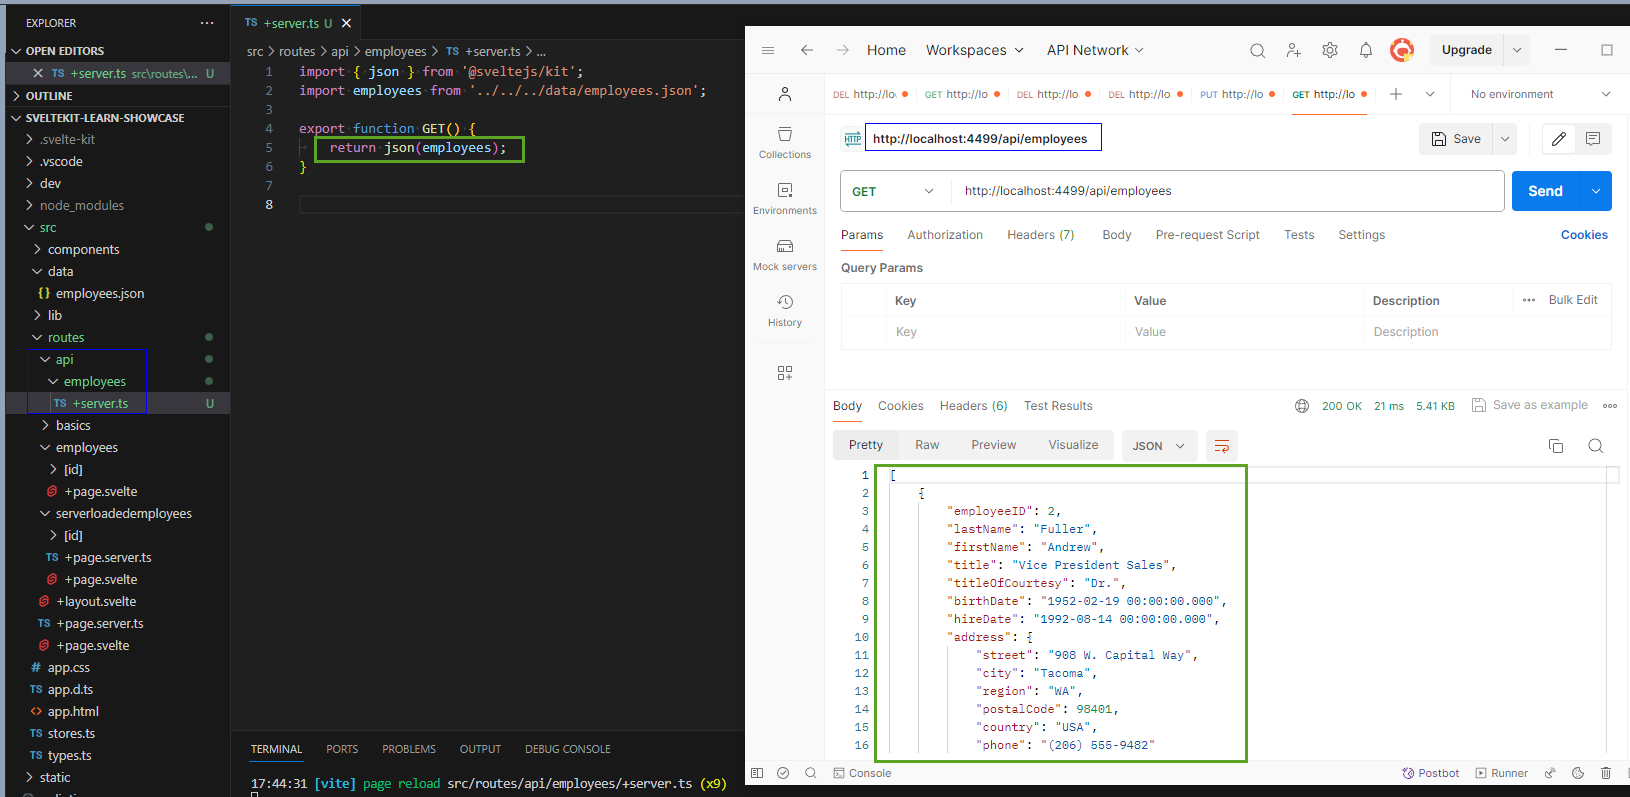 EXPLORER
···
OPEN EDITORS
TS +server.ts src\routes\... U
OUTLINE
SVELTEKIT-LEARN-SHOWCASE
.svelte-kit
.vscode
dev
node_modules
src
components
data
{} employees.json
lib
routes
api
employees
TS +server.ts U
basics
employees
[id]
+page.svelte
serverloadedemployees
[id]
TS +page.server.ts
+page.svelte
+layout.svelte
TS +page.server.ts
+page.svelte
# app.css
TS app.d.ts
<> app.html
TS stores.ts
TS types.ts
static
TS +server.ts U
src > routes > api > employees > TS +server.ts > ...
1 import { json } from '@sveltejs/kit';
2 import employees from '../../../data/employees.json';
3
4 export function GET() {
5 return json(employees);
6 }
7
8
TERMINAL PORTS PROBLEMS OUTPUT DEBUG CONSOLE
17:44:31 [vite] page reload src/routes/api/employees/+server.ts (x9)
Home Workspaces API Network Upgrade
DEL http://lo GET http://lo DEL http://lo DEL http://lo PUT http://lo GET http://lo No environment
Collections
Environments
Mock servers
History
HTTP http://localhost:4499/api/employees Save
GET http://localhost:4499/api/employees Send
Params Authorization Headers (7) Body Pre-request Script Tests Settings Cookies
Query Params
Key Value Description ··· Bulk Edit
Key Value Description
Body Cookies Headers (6) Test Results 200 OK 21 ms 5.41 KB Save as example
Pretty Raw Preview Visualize JSON
1 [
2 {
3 "employeeID": 2,
4 "lastName": "Fuller",
5 "firstName": "Andrew",
6 "title": "Vice President Sales",
7 "titleOfCourtesy": "Dr.",
8 "birthDate": "1952-02-19 00:00:00.000",
9 "hireDate": "1992-08-14 00:00:00.000",
10 "address": {
11 "street": "908 W. Capital Way",
12 "city": "Tacoma",
13 "region": "WA",
14 "postalCode": 98401,
15 "country": "USA",
16 "phone": "(206) 555-9482"
Console Postbot Runner